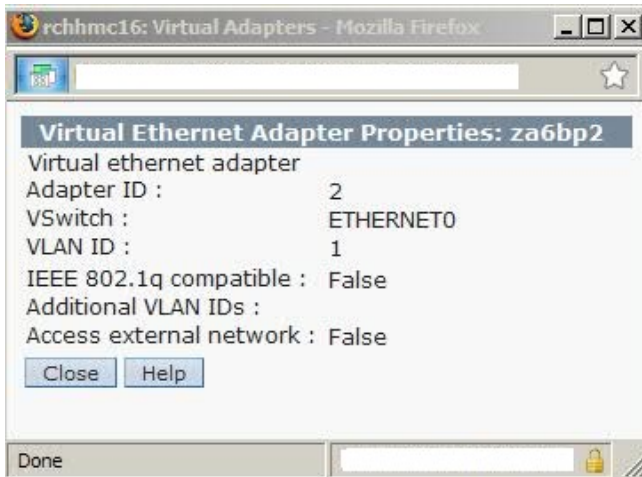 rchhmc16: Virtual Adapters - Mozilla Firefox
Virtual Ethernet Adapter Properties: za6bp2
Virtual ethernet adapter
Adapter ID : 2
VSwitch : ETHERNET0
VLAN ID : 1
IEEE 802.1q compatible : False
Additional VLAN IDs :
Access external network : False
Close Help
Done